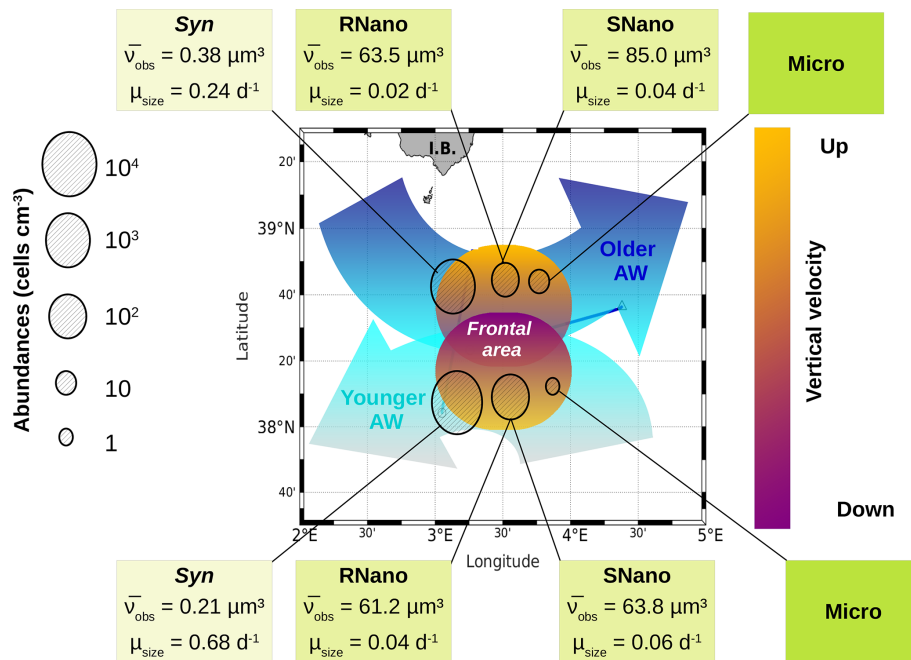 Syn
ν̅obs = 0.38 µm³
µsize = 0.24 d-1
RNano
ν̅obs = 63.5 µm³
µsize = 0.02 d-1
SNano
ν̅obs = 85.0 µm³
µsize = 0.04 d-1
Micro
Abundances (cells cm-3)
10⁴
10³
10²
10
1
I.B.
20'
39°N
40'
20'
38°N
40'
Latitude
2°E
30'
3°E
30'
4°E
30'
5°E
Longitude
Older
AW
Frontal
area
Younger
AW
Up
Vertical velocity
Down
Syn
ν̅obs = 0.21 µm³
µsize = 0.68 d-1
RNano
ν̅obs = 61.2 µm³
µsize = 0.04 d-1
SNano
ν̅obs = 63.8 µm³
µsize = 0.06 d-1
Micro